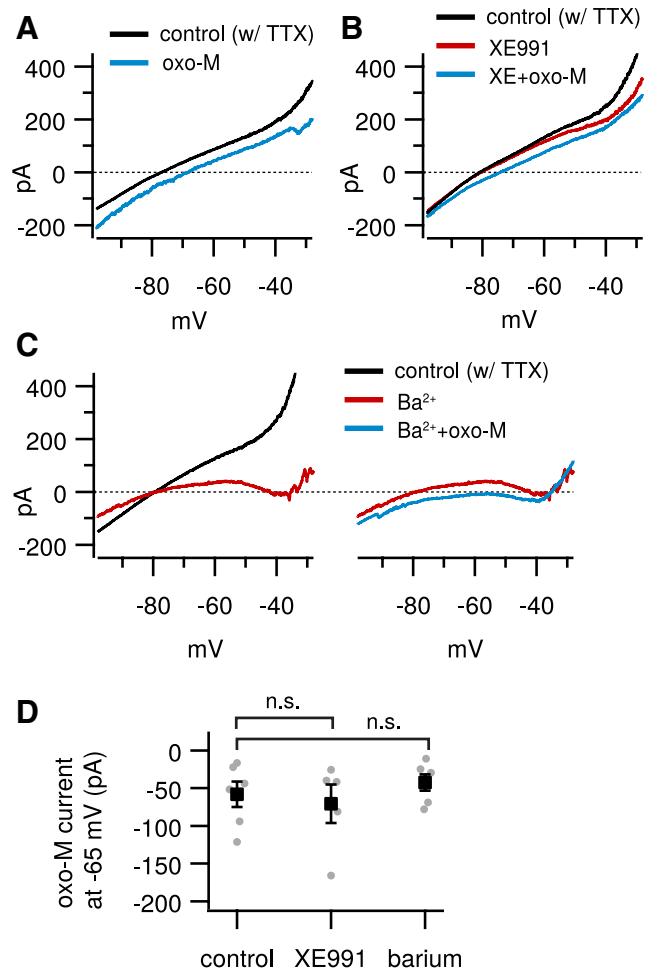 A
control (w/ TTX)
oxo-M
400
200
0
-200
pA
-80
-60
-40
mV
B
control (w/ TTX)
XE991
XE+oxo-M
400
200
0
-200
pA
-80
-60
-40
mV
C
400
200
0
-200
pA
-80
-60
-40
mV
control (w/ TTX)
Ba²⁺
Ba²⁺+oxo-M
-80
-60
-40
mV
D
n.s.
n.s.
0
-50
-100
-150
-200
oxo-M current
at -65 mV (pA)
control XE991 barium